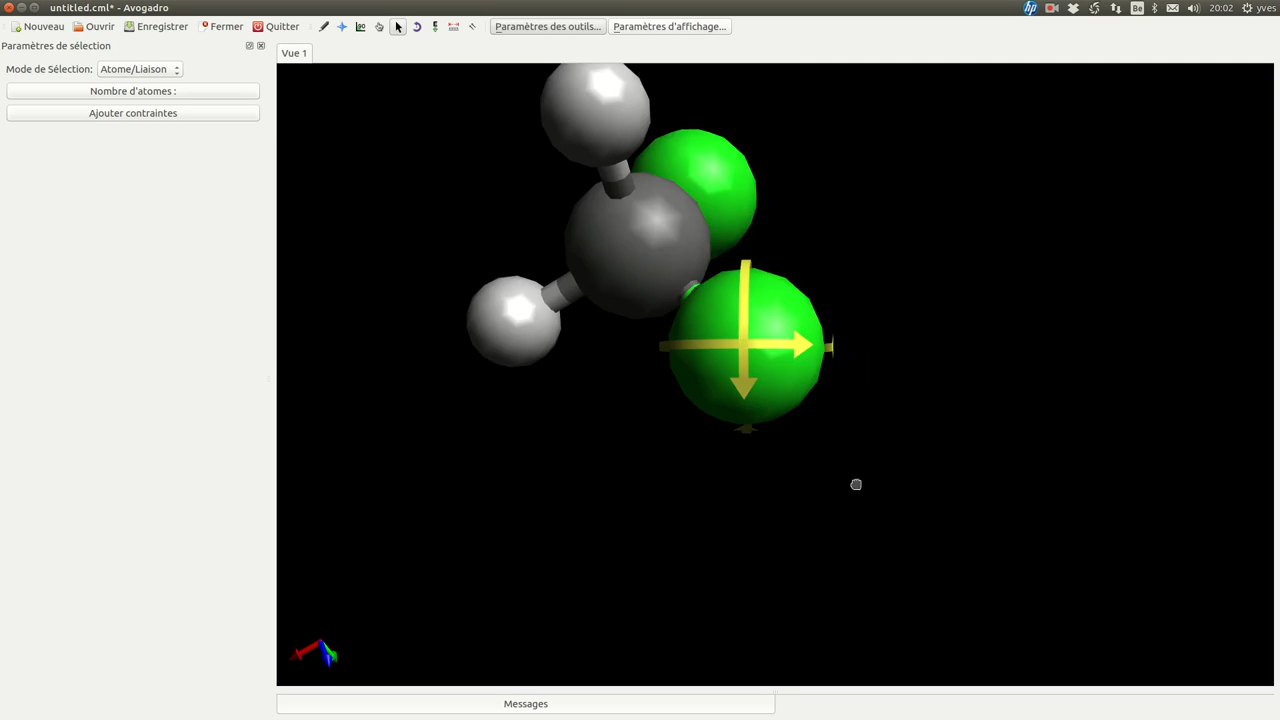 untitled.cml* - Avogadro
Be 20:02 yves
Nouveau Ouvrir Enregistrer Fermer Quitter Paramètres des outils... Paramètres d'affichage...
Paramètres de sélection
Vue 1
Mode de Sélection: Atome/Liaison
Nombre d'atomes :
Ajouter contraintes
Messages